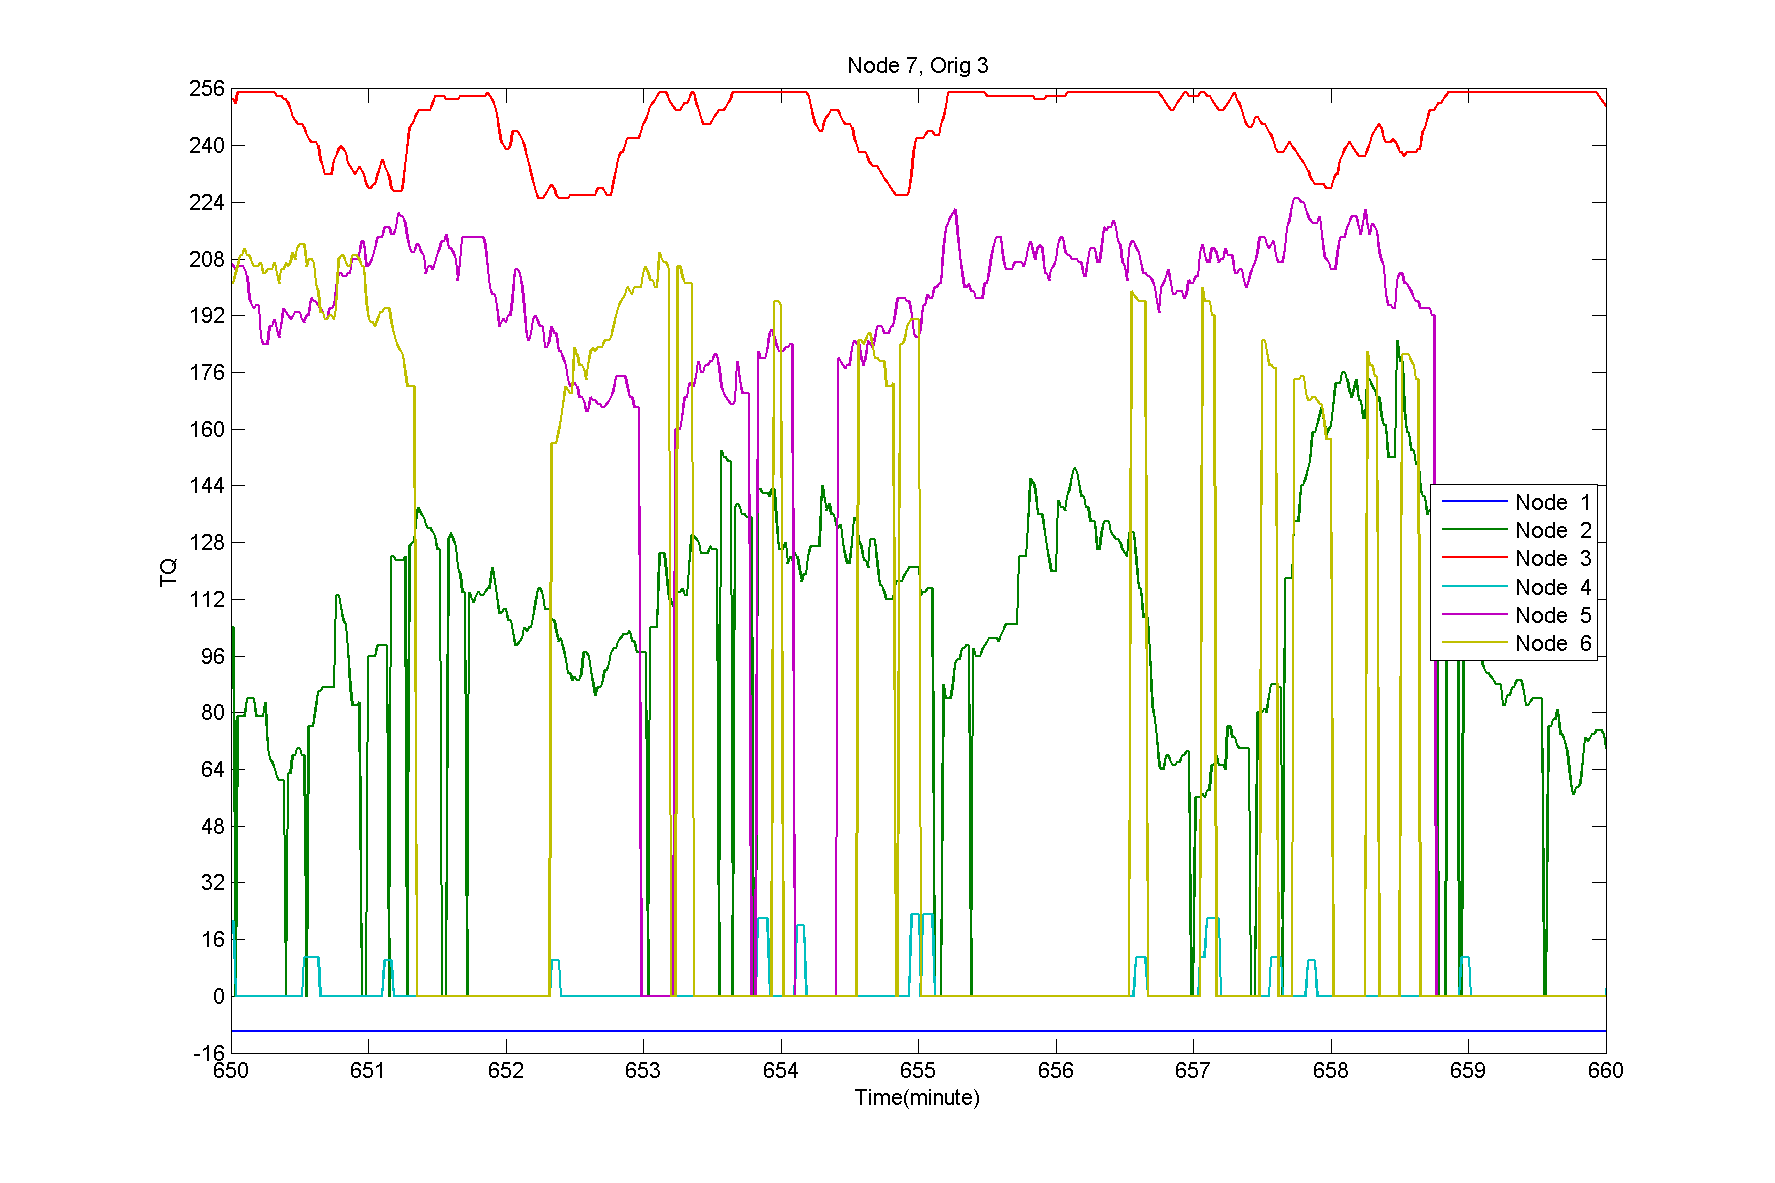 Node 7, Orig 3
256
240
224
208
192
176
160
144
128
112
96
80
64
48
32
16
0
-16
TQ
Node 1
Node 2
Node 3
Node 4
Node 5
Node 6
650 651 652 653 654 655 656 657 658 659 660
Time(minute)